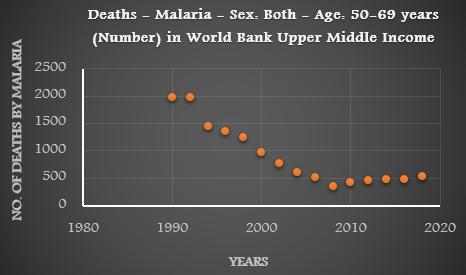 Deaths - Malaria - Sex: Both - Age: 50-69 years
(Number) in World Bank Upper Middle Income
NO. OF DEATHS BY MALARIA
2500
2000
1500
1000
500
0
1980 1990 2000 2010 2020
YEARS